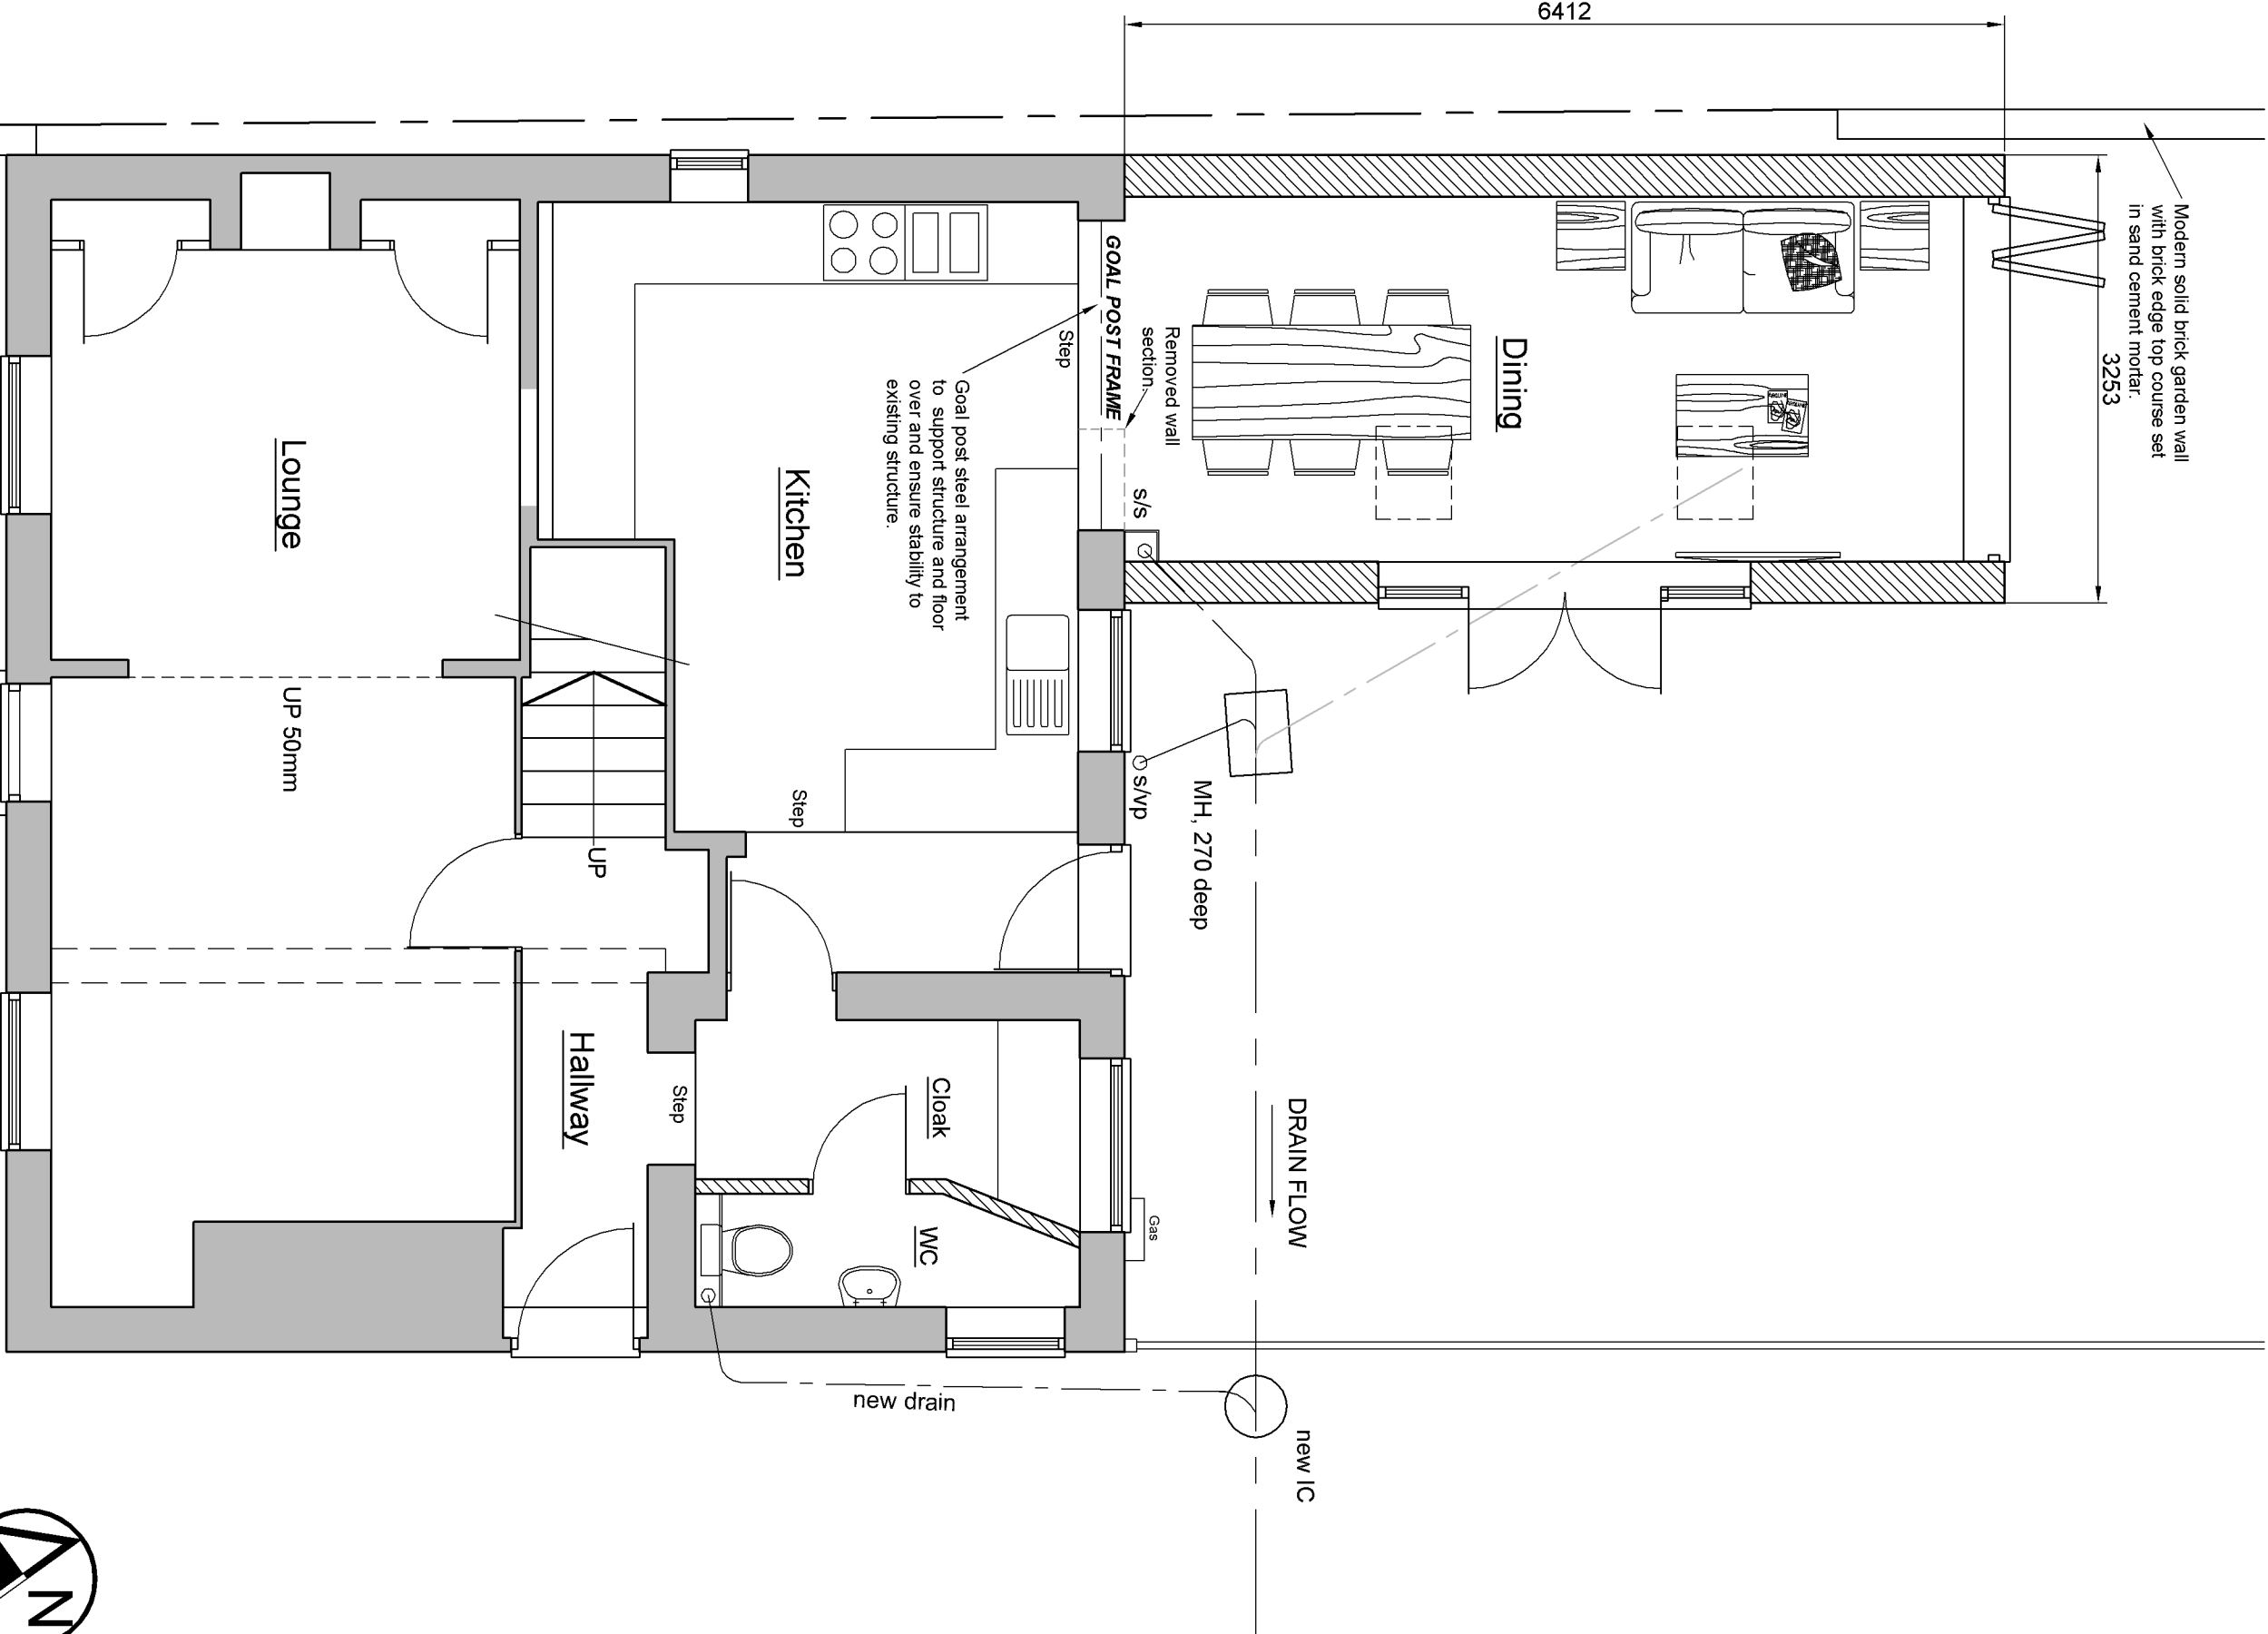 6412
Modern solid brick garden wall
with brick edge top course set
in sand cement mortar.
3253
Dining
Removed wall
section.
GOAL POST FRAME
Step
s/s
Goal post steel arrangement
to support structure and floor
over and ensure stability to
existing structure.
Kitchen
Lounge
UP 50mm
Step
UP
s/vp
MH, 270 deep
Hallway
Step
Cloak
WC
Gas
DRAIN FLOW
new drain
new IC
N